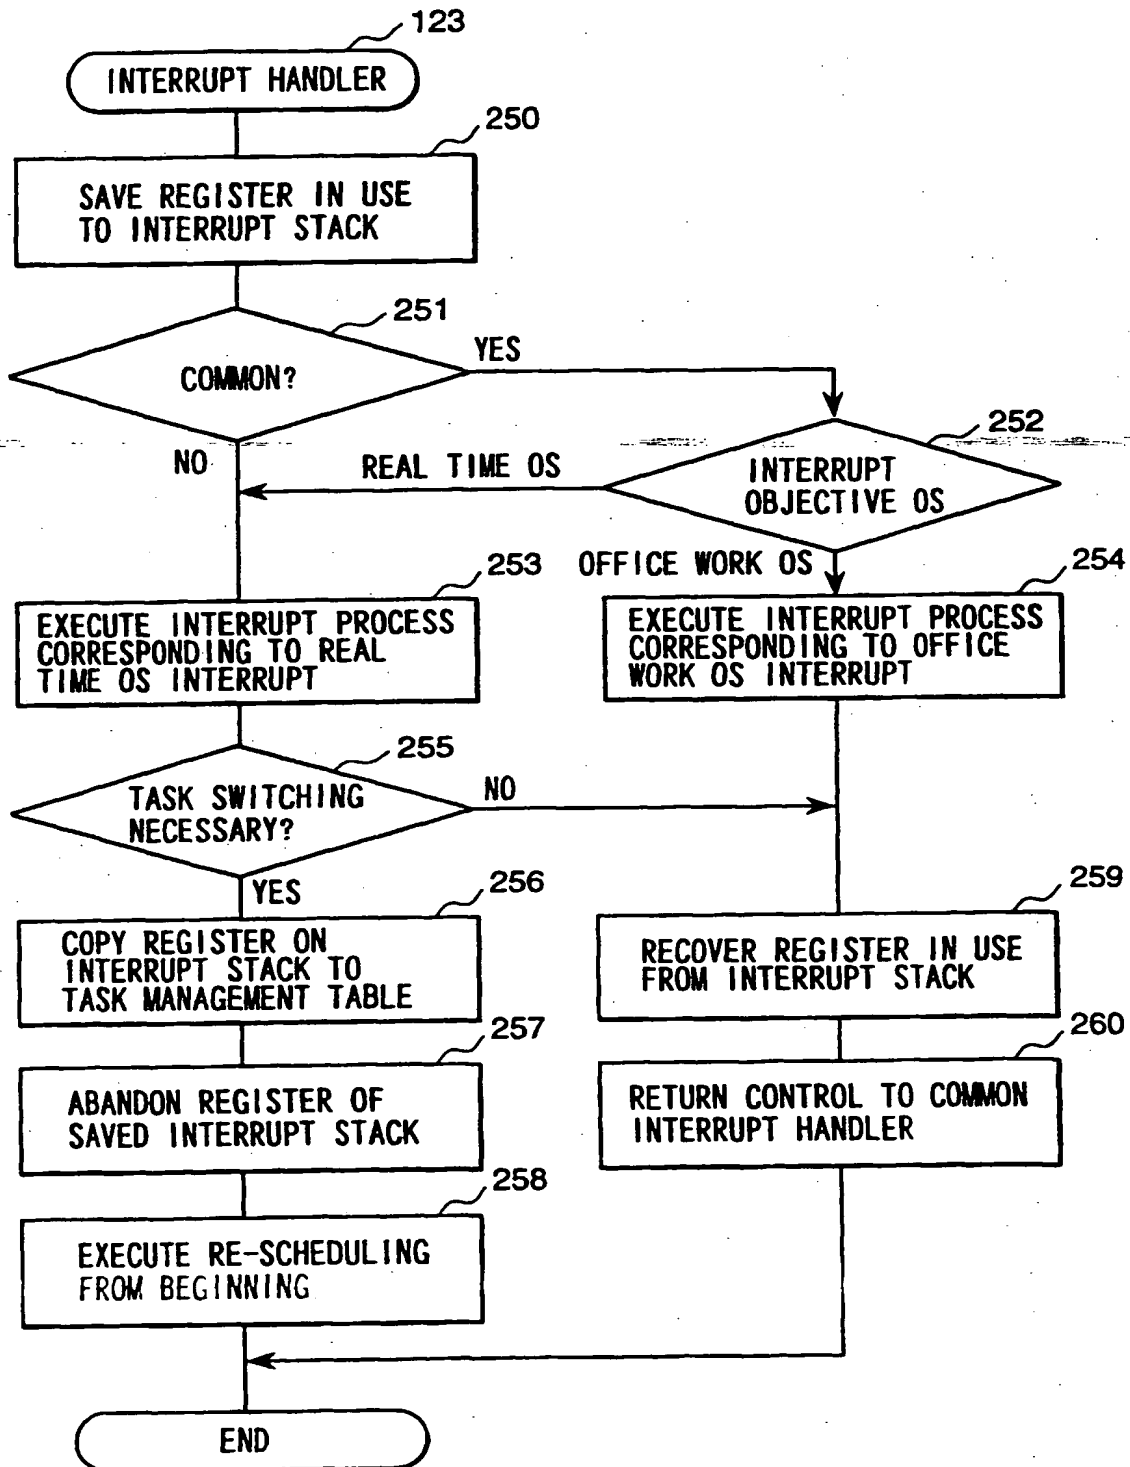 123
INTERRUPT HANDLER
250
SAVE REGISTER IN USE
TO INTERRUPT STACK
251
COMMON?
YES
NO
252
INTERRUPT
OBJECTIVE OS
REAL TIME OS
OFFICE WORK OS
253
EXECUTE INTERRUPT PROCESS
CORRESPONDING TO REAL
TIME OS INTERRUPT
254
EXECUTE INTERRUPT PROCESS
CORRESPONDING TO OFFICE
WORK OS INTERRUPT
255
TASK SWITCHING
NECESSARY?
NO
YES
256
COPY REGISTER ON
INTERRUPT STACK TO
TASK MANAGEMENT TABLE
257
ABANDON REGISTER OF
SAVED INTERRUPT STACK
258
EXECUTE RE-SCHEDULING
FROM BEGINNING
259
RECOVER REGISTER IN USE
FROM INTERRUPT STACK
260
RETURN CONTROL TO COMMON
INTERRUPT HANDLER
END